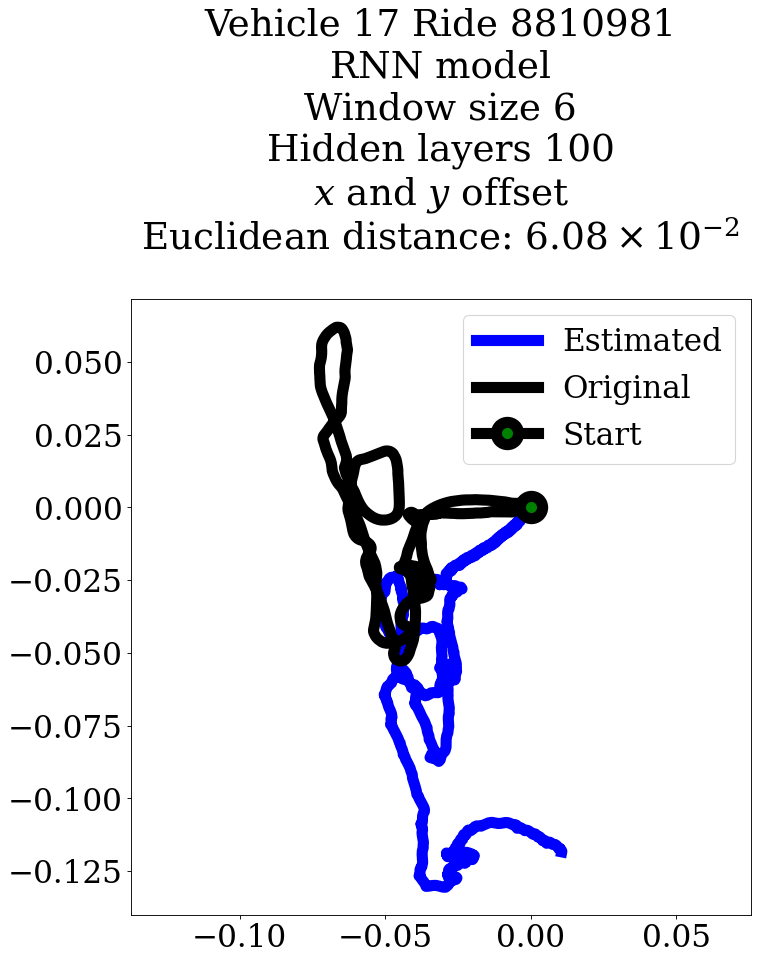 Vehicle 17 Ride 8810981
RNN model
Window size 6
Hidden layers 100
x and y offset
Euclidean distance: 6.08 × 10⁻²
Estimated
Original
Start
0.050
0.025
0.000
−0.025
−0.050
−0.075
−0.100
−0.125
−0.10 −0.05 0.00 0.05